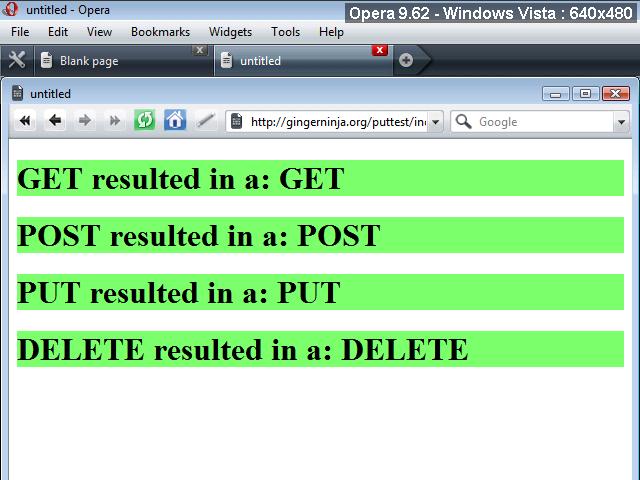 untitled - Opera
Opera 9.62 - Windows Vista : 640x480
File Edit View Bookmarks Widgets Tools Help
Blank page
untitled
untitled
http://gingerninja.org/puttest/in
Google
GET resulted in a: GET
POST resulted in a: POST
PUT resulted in a: PUT
DELETE resulted in a: DELETE